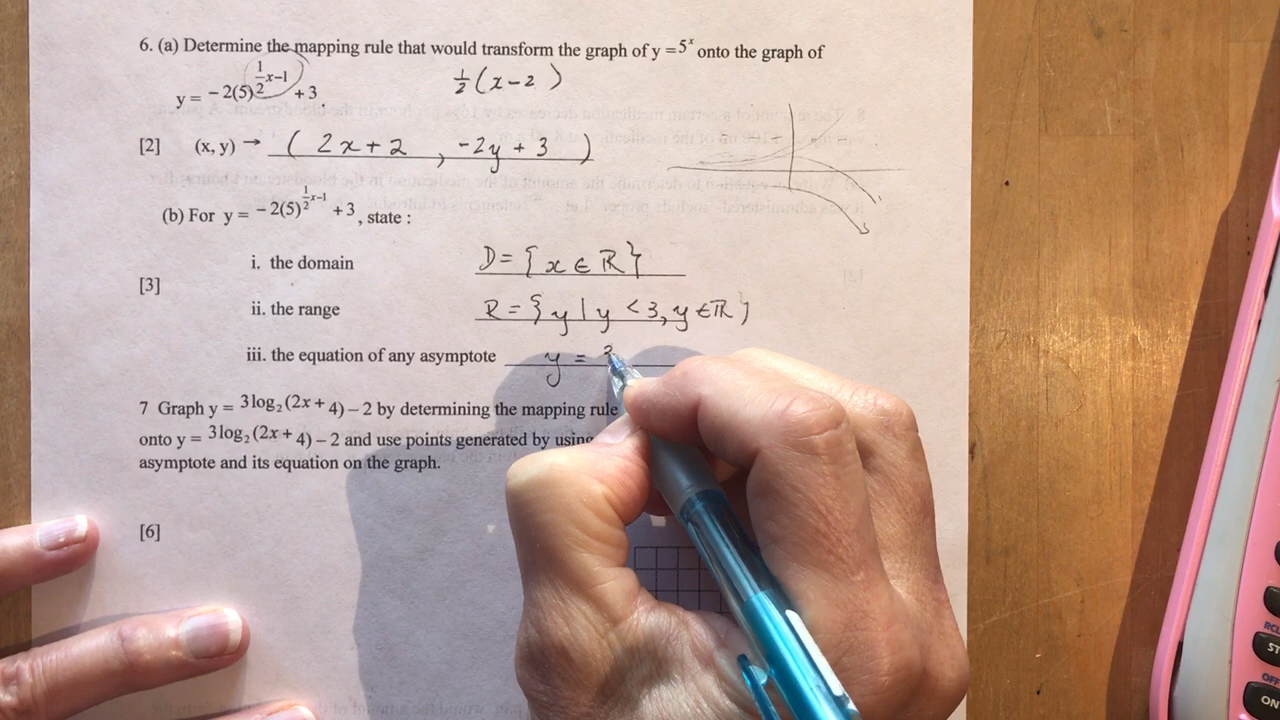 6. (a) Determine the mapping rule that would transform the graph of y = 5^x onto the graph of
y = -2(5)^(1/2 x-1) + 3
1/2 (x-2)
[2] (x, y) → ( 2x+2 , -2y + 3 )
(b) For y = -2(5)^(1/2 x-1) + 3, state :
i. the domain D = { x ∈ R }
[3]
ii. the range R = { y | y < 3, y ∈ R }
iii. the equation of any asymptote y =
7 Graph y = 3log₂(2x + 4) – 2 by determining the mapping rule
onto y = 3log₂(2x + 4) – 2 and use points generated by using
asymptote and its equation on the graph.
[6]
ST
OFF
ON